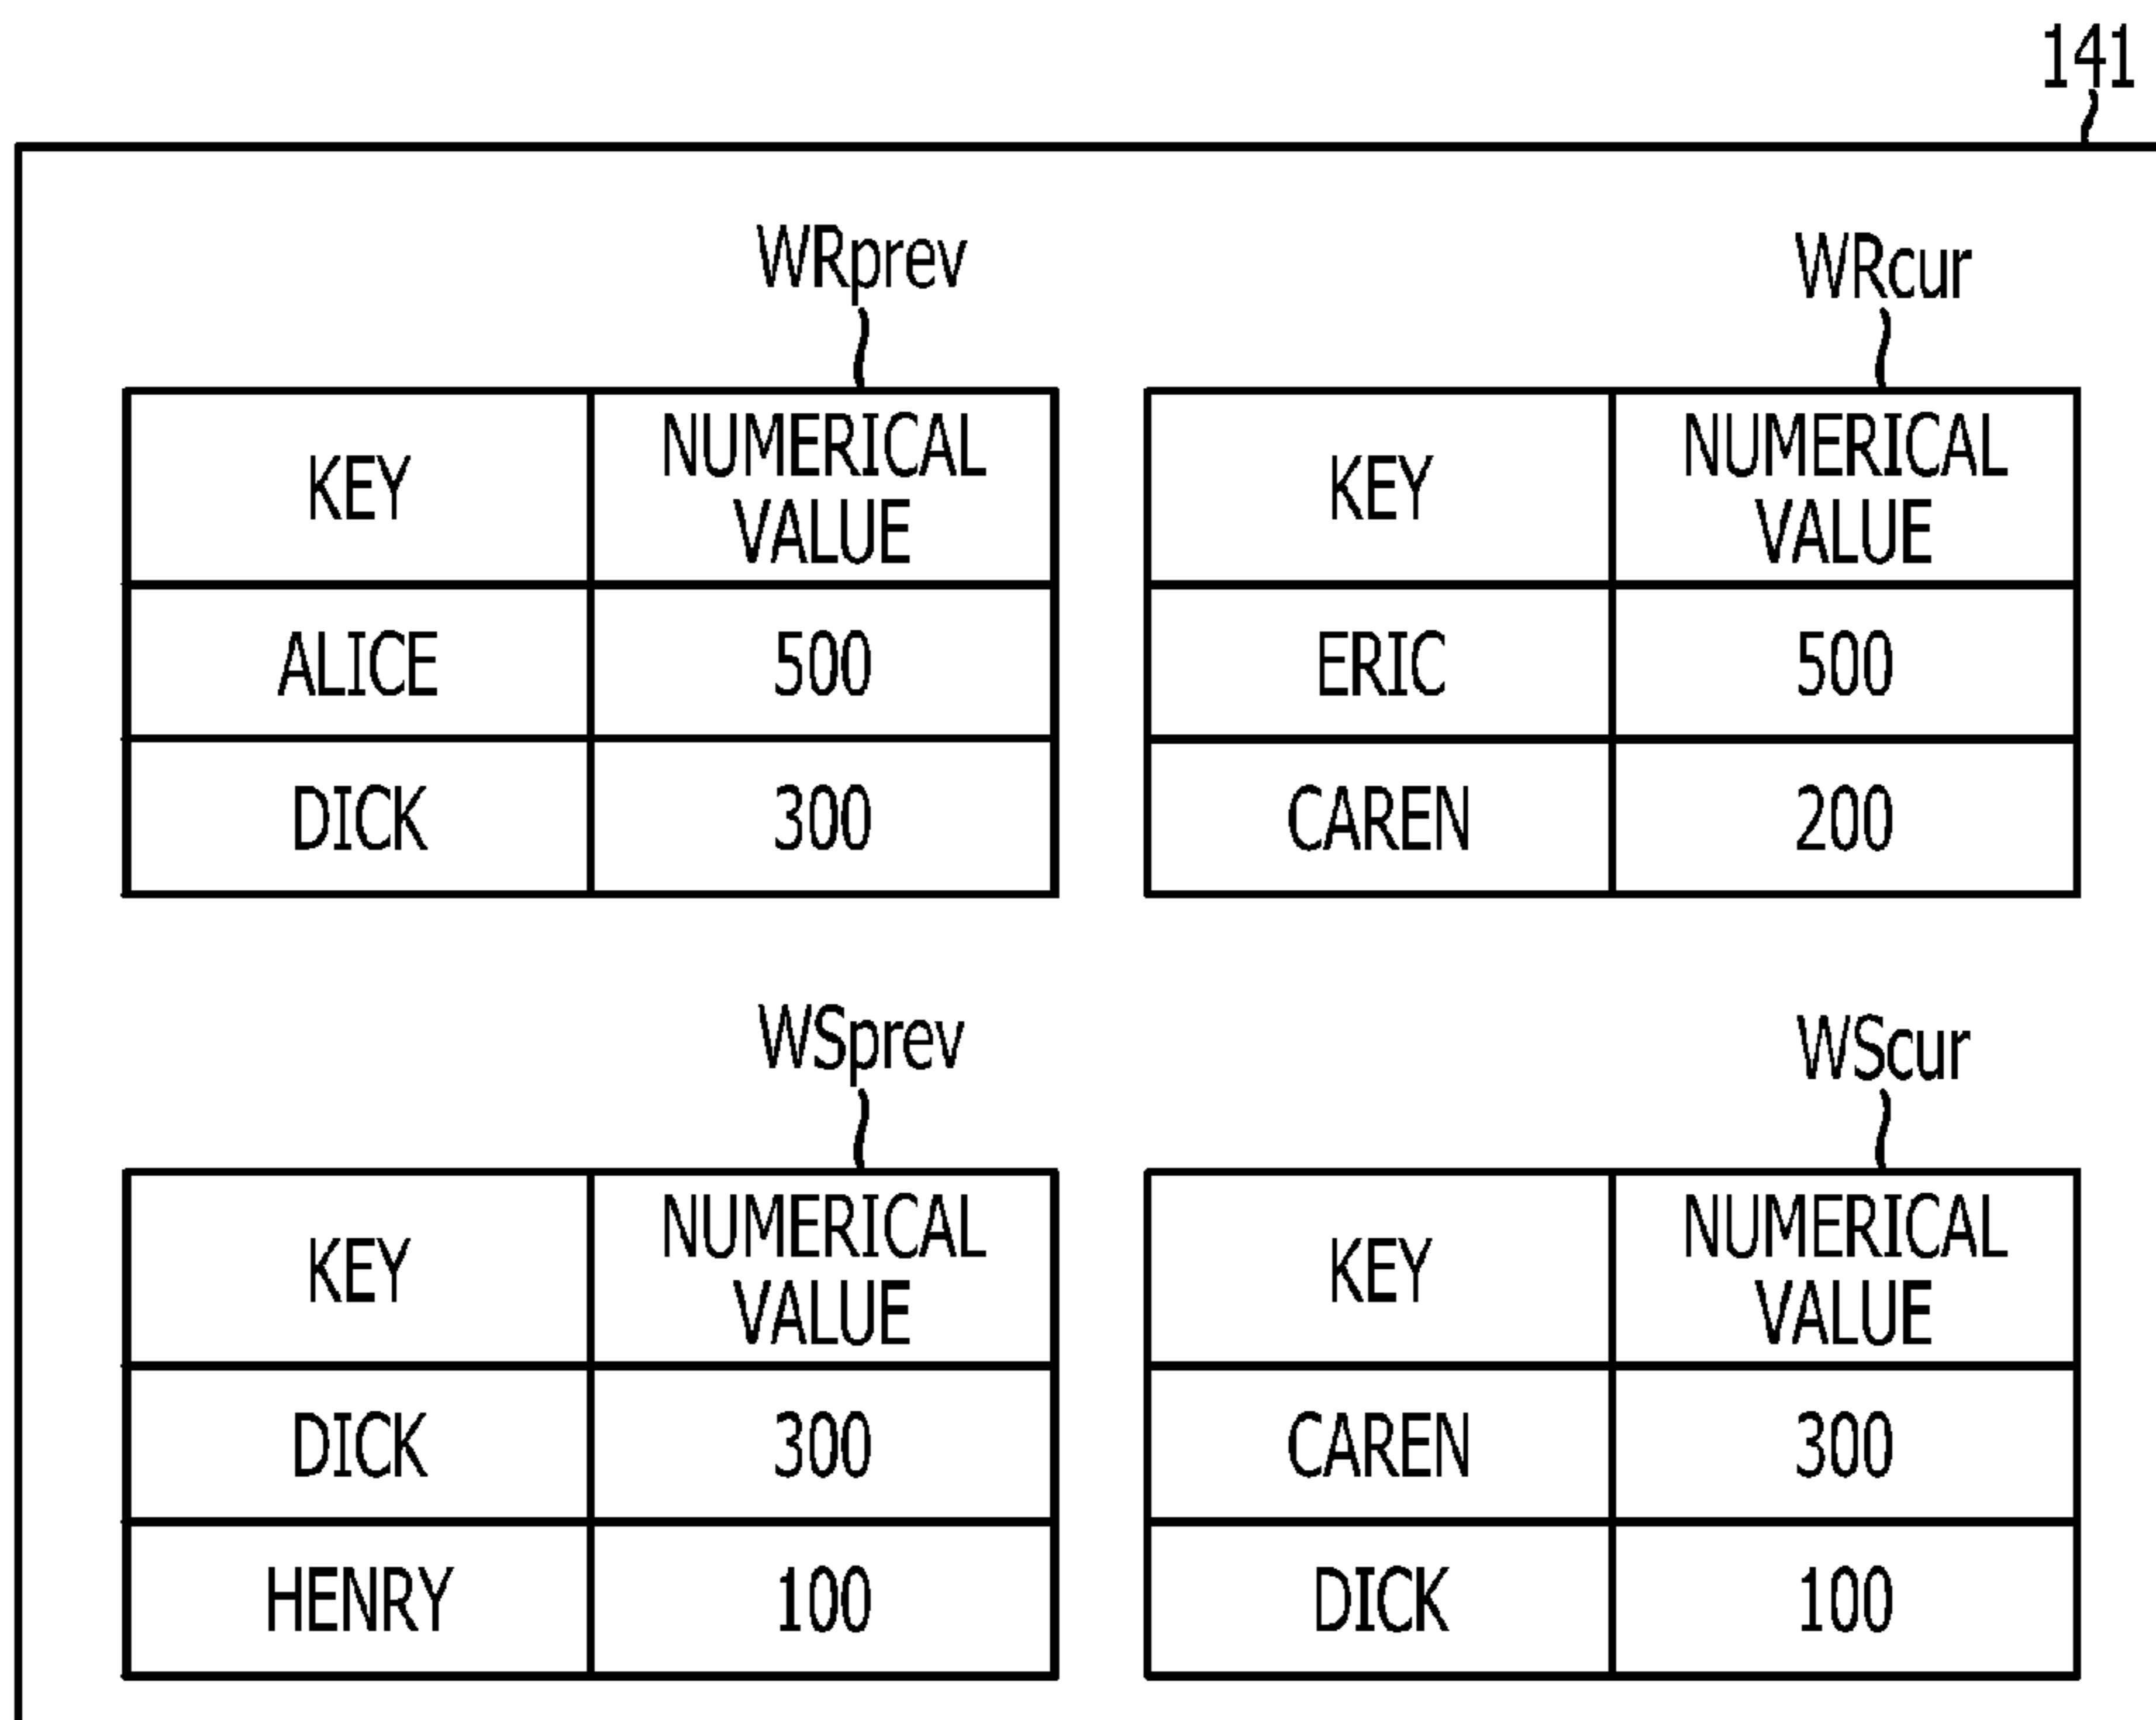 141
WRprev
KEY NUMERICAL
VALUE
ALICE 500
DICK 300
WRcur
KEY NUMERICAL
VALUE
ERIC 500
CAREN 200
WSprev
KEY NUMERICAL
VALUE
DICK 300
HENRY 100
WScur
KEY NUMERICAL
VALUE
CAREN 300
DICK 100